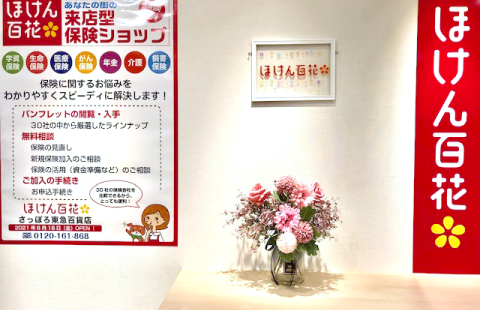 ほけん
百花
あなたの街の
来店型
保険ショップ
学資
保険
生命
保険
医療
保険
がん
保険
年金
介護
損害
保険
保険に関するお悩みを
わかりやすくスピーディに解決します！
パンフレットの閲覧・入手
30社の中から厳選したラインナップ
無料相談
保険の見直し
新規保険加入のご相談
保険の活用（資金準備など）のご相談
ご加入の手続き
お申込手続き
30社の保険会社を
比較できるから、
とっても便利！
ほけん百花
さっぽろ東急百貨店
2021年6月18日(金)OPEN！
0120-161-868
ほけん百花
ほけん百花